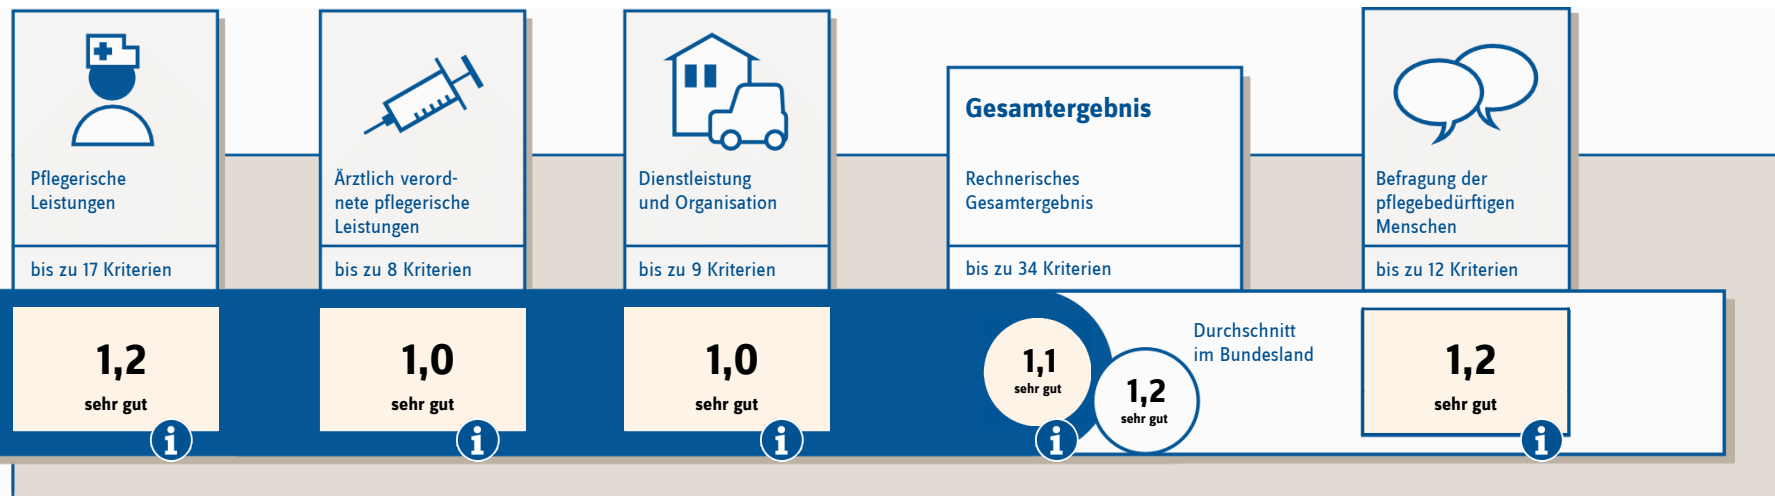 Pflegerische
Leistungen
bis zu 17 Kriterien
1,2
sehr gut
i
Ärztlich verord-
nete pflegerische
Leistungen
bis zu 8 Kriterien
1,0
sehr gut
i
Dienstleistung
und Organisation
bis zu 9 Kriterien
1,0
sehr gut
i
Gesamtergebnis
Rechnerisches
Gesamtergebnis
bis zu 34 Kriterien
1,1
sehr gut
i
1,2
sehr gut
Durchschnitt
im Bundesland
Befragung der
pflegebedürftigen
Menschen
bis zu 12 Kriterien
1,2
sehr gut
i